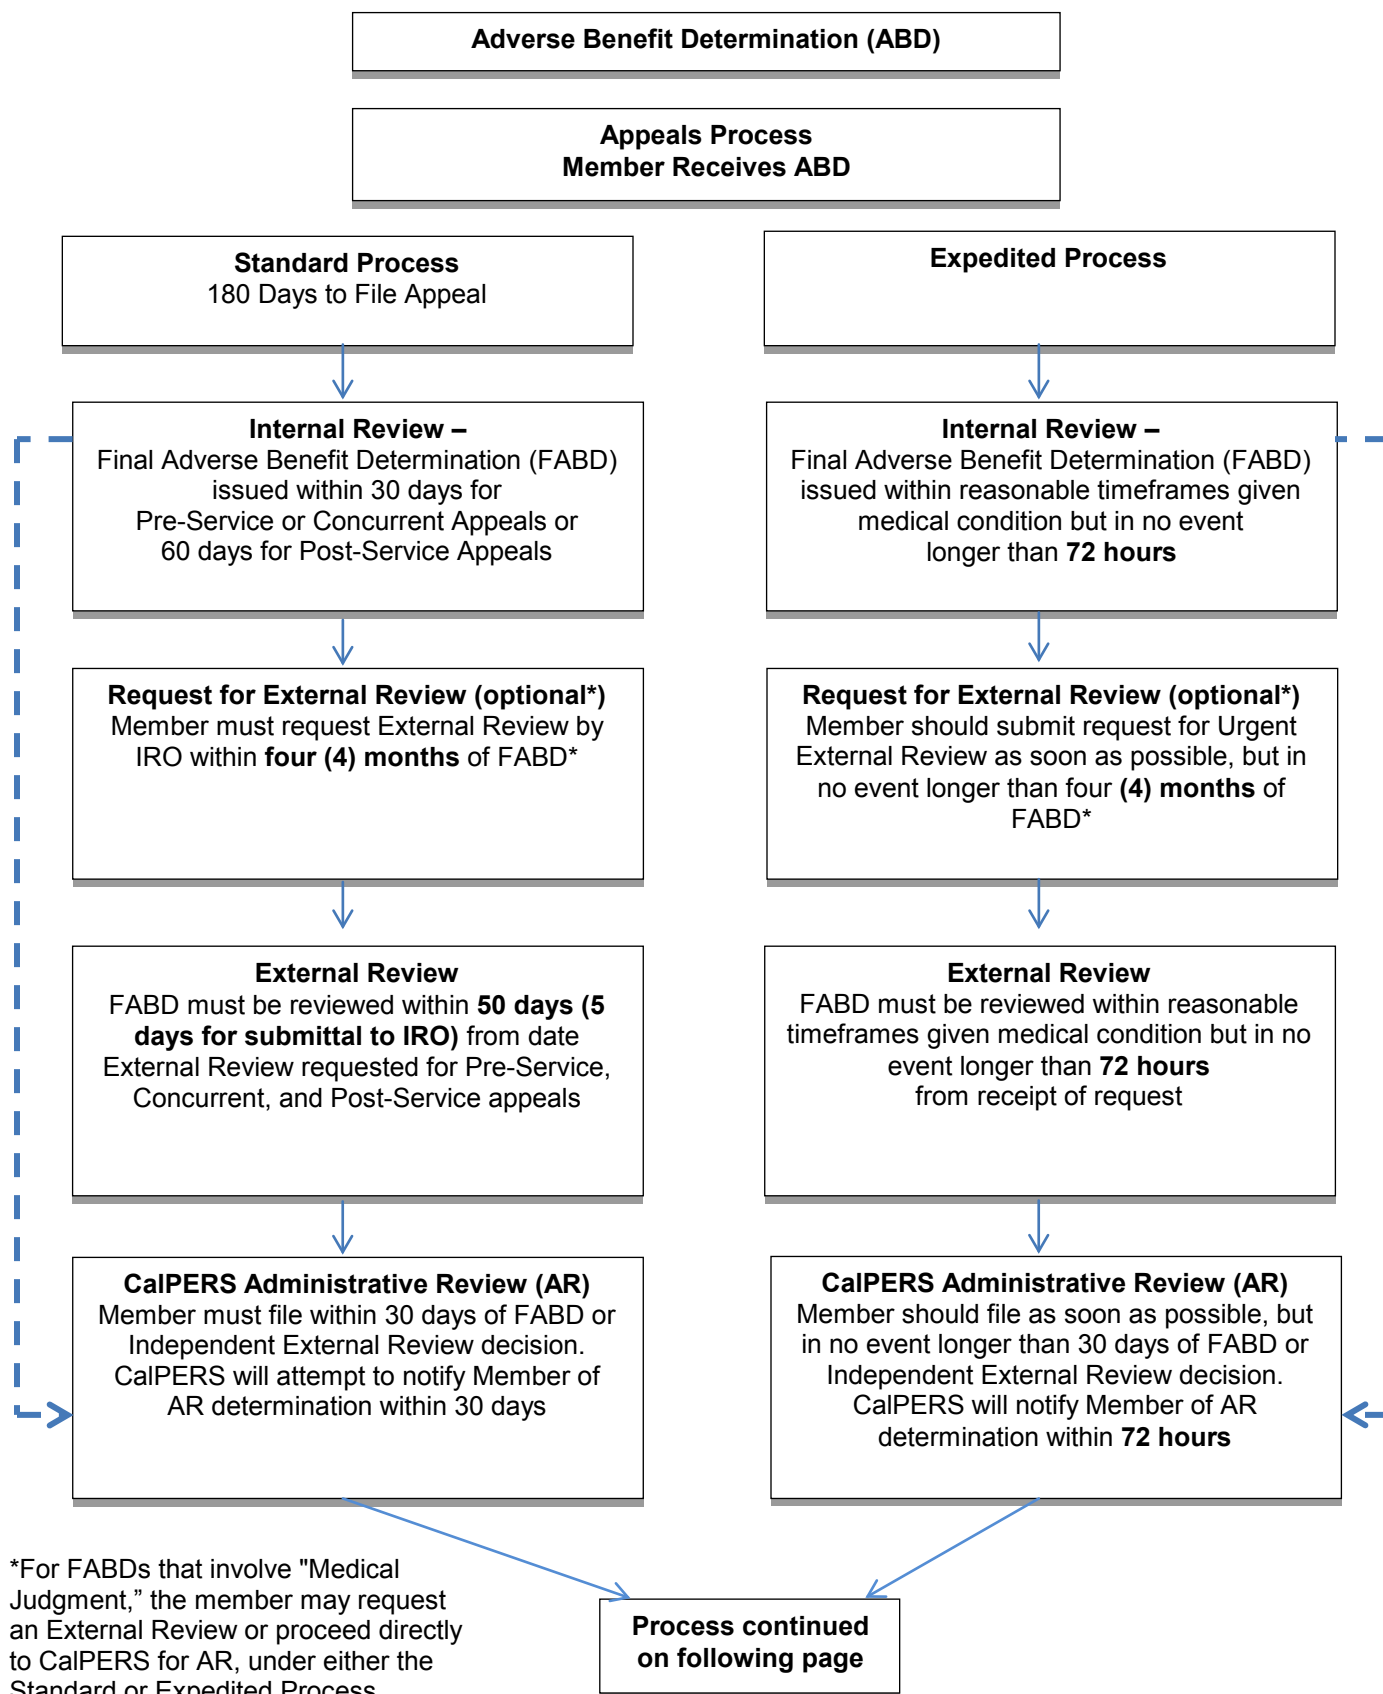 Adverse Benefit Determination (ABD)
Appeals Process
Member Receives ABD
Standard Process
180 Days to File Appeal
Expedited Process
Internal Review –
Final Adverse Benefit Determination (FABD)
issued within 30 days for
Pre-Service or Concurrent Appeals or
60 days for Post-Service Appeals
Internal Review –
Final Adverse Benefit Determination (FABD)
issued within reasonable timeframes given
medical condition but in no event
longer than 72 hours
Request for External Review (optional*)
Member must request External Review by
IRO within four (4) months of FABD*
Request for External Review (optional*)
Member should submit request for Urgent
External Review as soon as possible, but in
no event longer than four (4) months of
FABD*
External Review
FABD must be reviewed within 50 days (5
days for submittal to IRO) from date
External Review requested for Pre-Service,
Concurrent, and Post-Service appeals
External Review
FABD must be reviewed within reasonable
timeframes given medical condition but in no
event longer than 72 hours
from receipt of request
CalPERS Administrative Review (AR)
Member must file within 30 days of FABD or
Independent External Review decision.
CalPERS will attempt to notify Member of
AR determination within 30 days
CalPERS Administrative Review (AR)
Member should file as soon as possible, but
in no event longer than 30 days of FABD or
Independent External Review decision.
CalPERS will notify Member of AR
determination within 72 hours
*For FABDs that involve "Medical
Judgment,” the member may request
an External Review or proceed directly
to CalPERS for AR, under either the
Standard or Expedited Process
Process continued
on following page